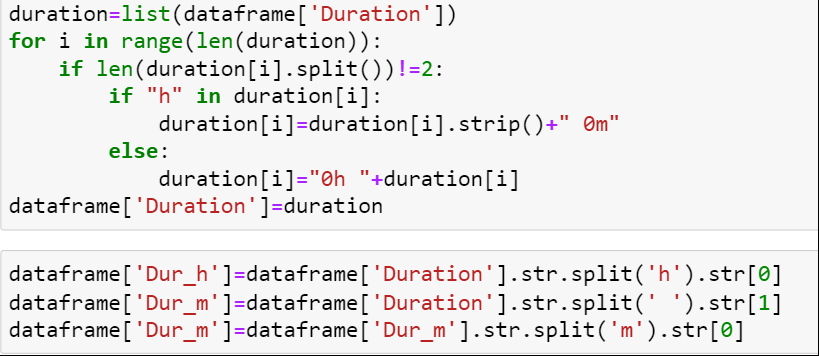 duration=list(dataframe['Duration'])
for i in range(len(duration)):
    if len(duration[i].split())!=2:
        if "h" in duration[i]:
            duration[i]=duration[i].strip()+" 0m"
        else:
            duration[i]="0h "+duration[i]
dataframe['Duration']=duration
dataframe['Dur_h']=dataframe['Duration'].str.split('h').str[0]
dataframe['Dur_m']=dataframe['Duration'].str.split(' ').str[1]
dataframe['Dur_m']=dataframe['Dur_m'].str.split('m').str[0]